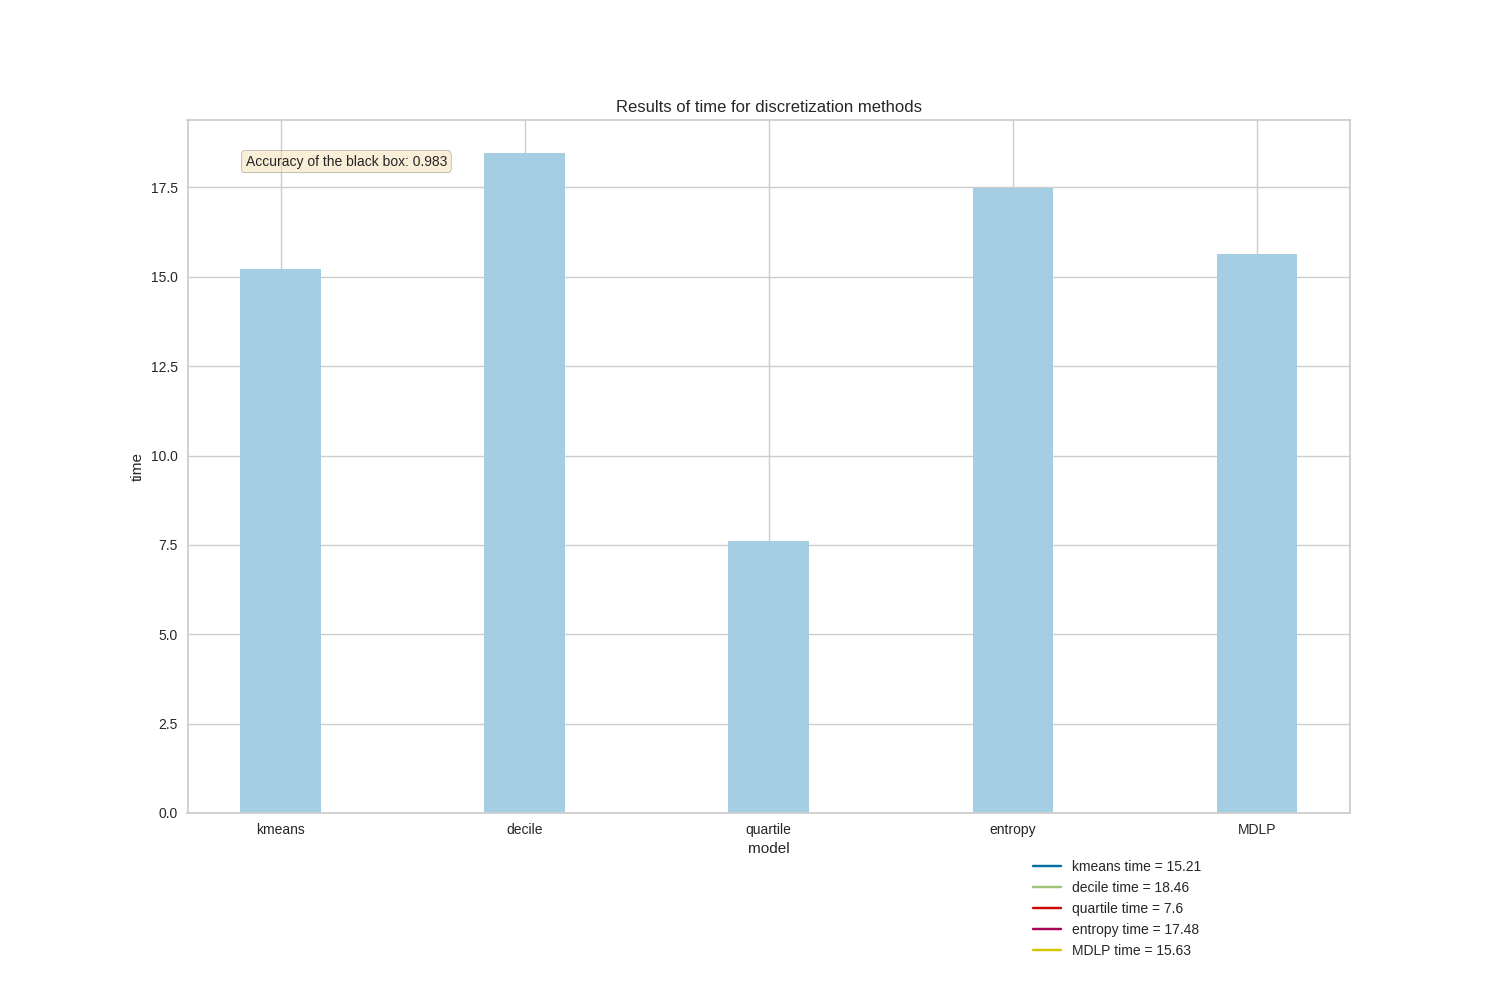 Results of time for discretization methods
Accuracy of the black box: 0.983
17.5
15.0
12.5
10.0
7.5
5.0
2.5
0.0
time
kmeans decile quartile entropy MDLP
model
kmeans time = 15.21
decile time = 18.46
quartile time = 7.6
entropy time = 17.48
MDLP time = 15.63